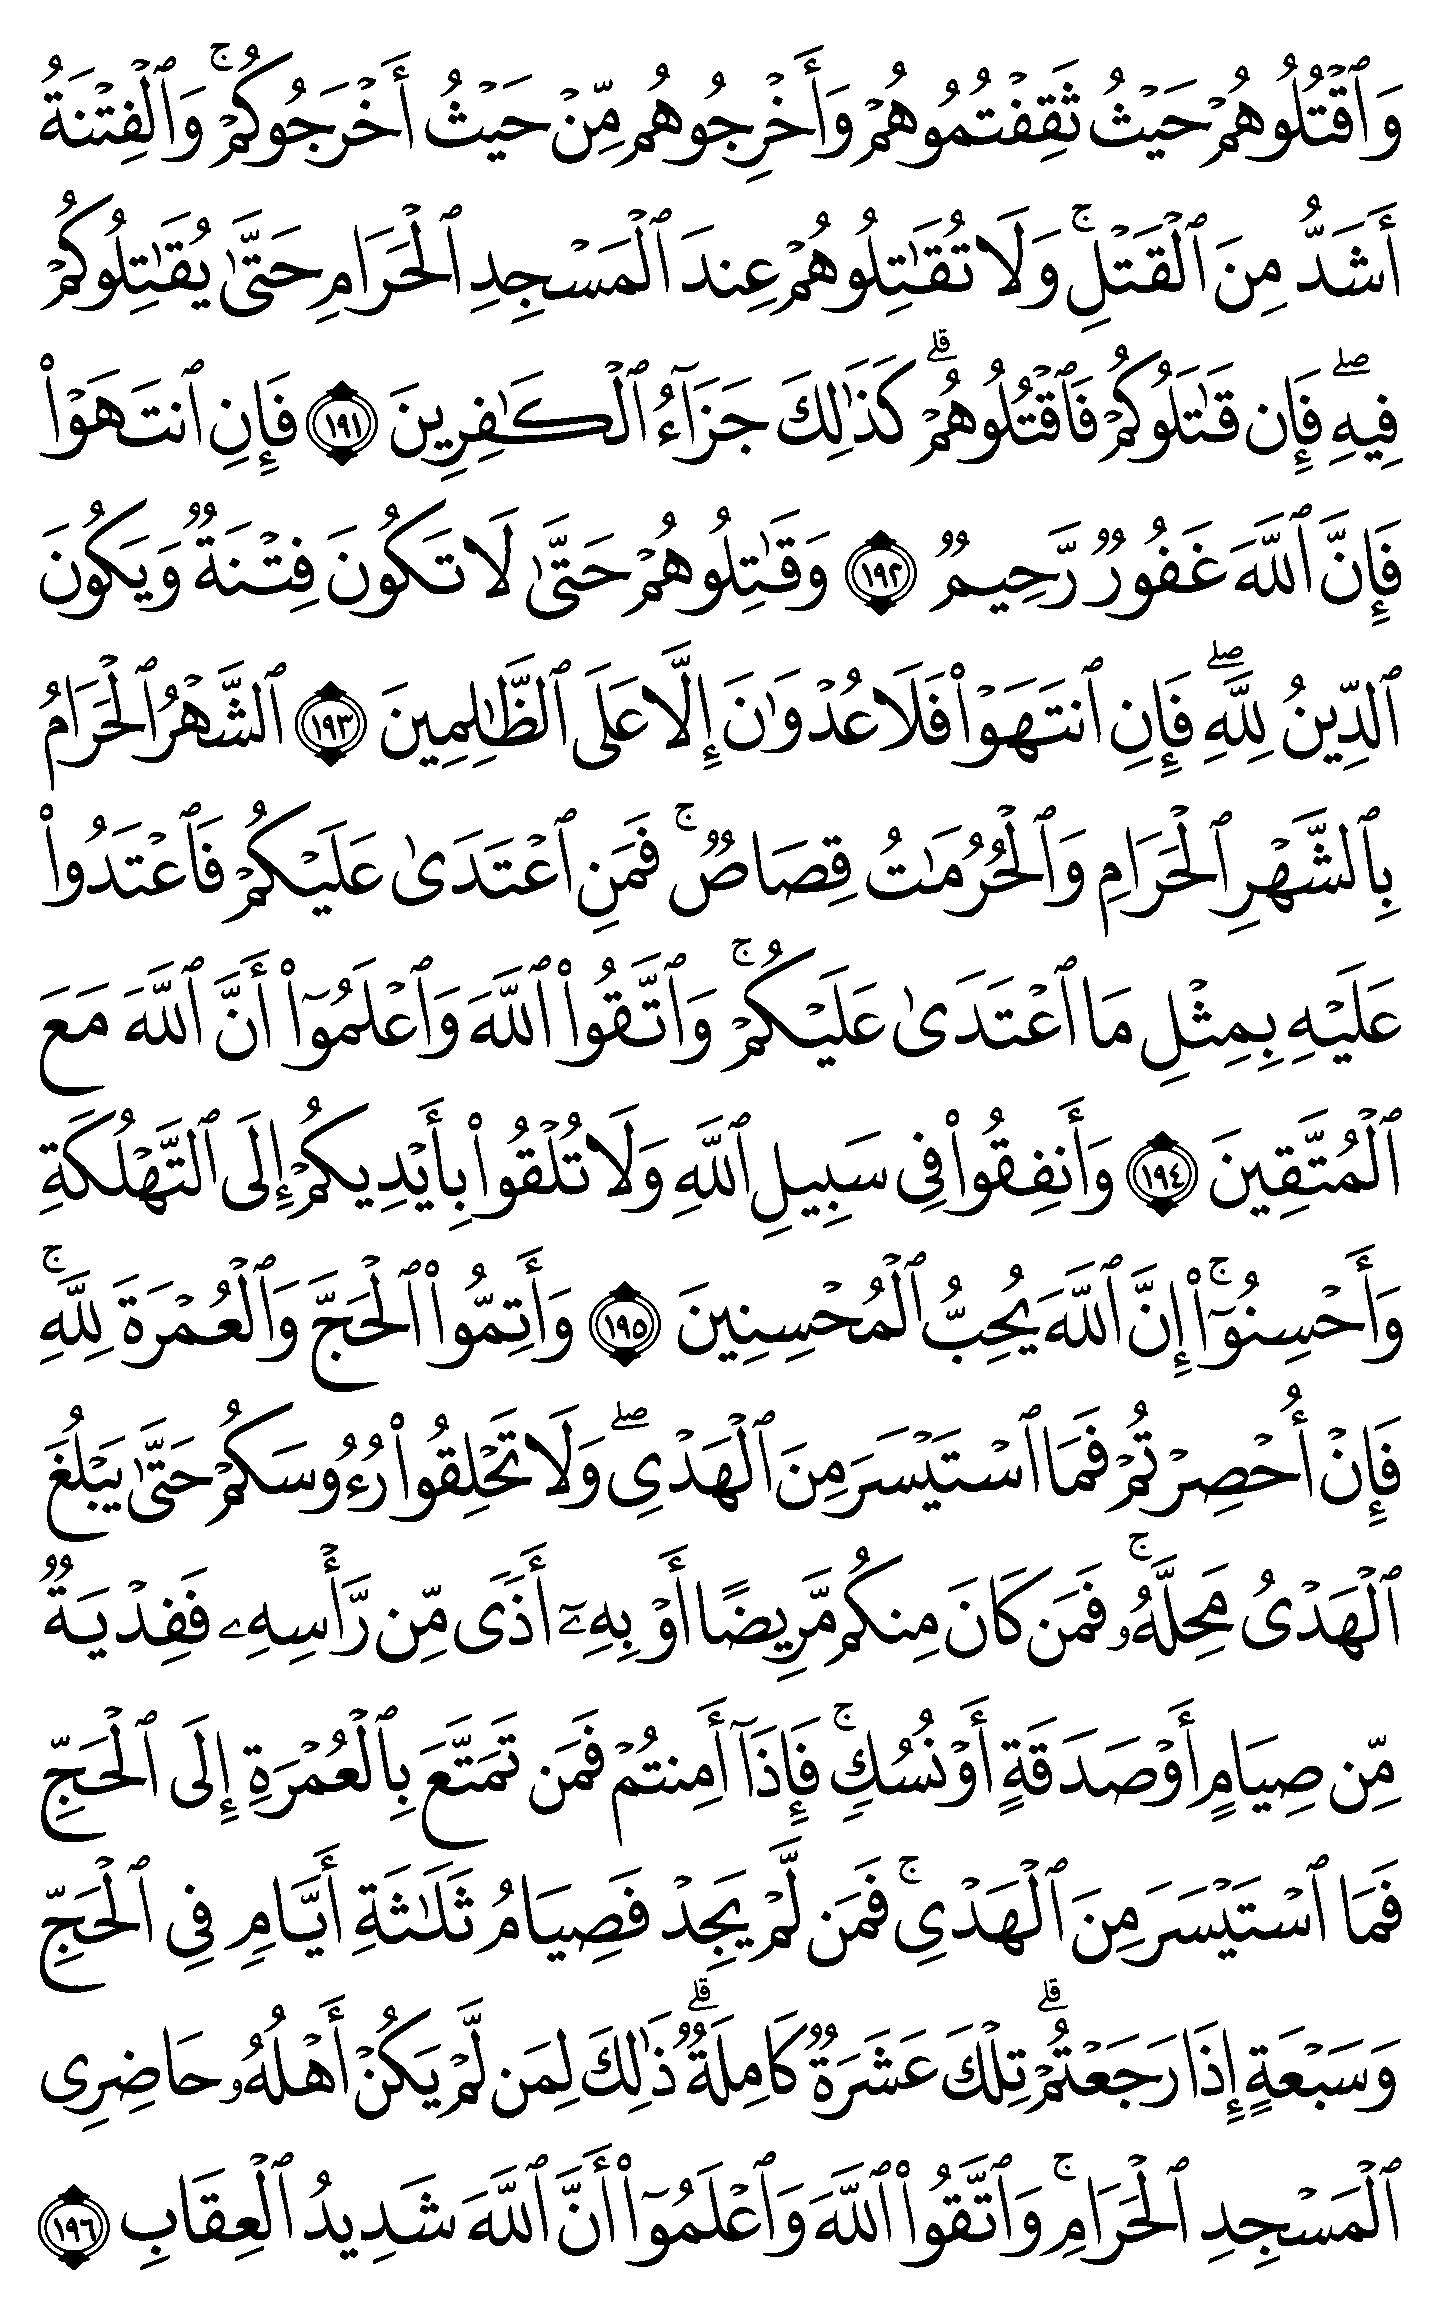 وَٱقۡتُلُوهُمۡ حَيۡثُ ثَقِفۡتُمُوهُمۡ وَأَخۡرِجُوهُم مِّنۡ حَيۡثُ أَخۡرَجُوكُمۡۚ وَٱلۡفِتۡنَةُ
أَشَدُّ مِنَ ٱلۡقَتۡلِۚ وَلَا تُقَٰتِلُوهُمۡ عِندَ ٱلۡمَسۡجِدِ ٱلۡحَرَامِ حَتَّىٰ يُقَٰتِلُوكُمۡ
فِيهِۖ فَإِن قَٰتَلُوكُمۡ فَٱقۡتُلُوهُمۡۗ كَذَٰلِكَ جَزَآءُ ٱلۡكَٰفِرِينَ ١٩١ فَإِنِ ٱنتَهَوۡاْ
فَإِنَّ ٱللَّهَ غَفُورٞ رَّحِيمٞ ١٩٢ وَقَٰتِلُوهُمۡ حَتَّىٰ لَا تَكُونَ فِتۡنَةٞ وَيَكُونَ
ٱلدِّينُ لِلَّهِۖ فَإِنِ ٱنتَهَوۡاْ فَلَا عُدۡوَٰنَ إِلَّا عَلَى ٱلظَّٰلِمِينَ ١٩٣ ٱلشَّهۡرُ ٱلۡحَرَامُ
بِٱلشَّهۡرِ ٱلۡحَرَامِ وَٱلۡحُرُمَٰتُ قِصَاصٞۚ فَمَنِ ٱعۡتَدَىٰ عَلَيۡكُمۡ فَٱعۡتَدُواْ
عَلَيۡهِ بِمِثۡلِ مَا ٱعۡتَدَىٰ عَلَيۡكُمۡۚ وَٱتَّقُواْ ٱللَّهَ وَٱعۡلَمُوٓاْ أَنَّ ٱللَّهَ مَعَ
ٱلۡمُتَّقِينَ ١٩٤ وَأَنفِقُواْ فِي سَبِيلِ ٱللَّهِ وَلَا تُلۡقُواْ بِأَيۡدِيكُمۡ إِلَى ٱلتَّهۡلُكَةِ
وَأَحۡسِنُوٓاْۚ إِنَّ ٱللَّهَ يُحِبُّ ٱلۡمُحۡسِنِينَ ١٩٥ وَأَتِمُّواْ ٱلۡحَجَّ وَٱلۡعُمۡرَةَ لِلَّهِۚ
فَإِنۡ أُحۡصِرۡتُمۡ فَمَا ٱسۡتَيۡسَرَ مِنَ ٱلۡهَدۡيِۖ وَلَا تَحۡلِقُواْ رُءُوسَكُمۡ حَتَّىٰ يَبۡلُغَ
ٱلۡهَدۡيُ مَحِلَّهُۥۚ فَمَن كَانَ مِنكُم مَّرِيضًا أَوۡ بِهِۦٓ أَذٗى مِّن رَّأۡسِهِۦ فَفِدۡيَةٞ
مِّن صِيَامٍ أَوۡ صَدَقَةٍ أَوۡ نُسُكٖۚ فَإِذَآ أَمِنتُمۡ فَمَن تَمَتَّعَ بِٱلۡعُمۡرَةِ إِلَى ٱلۡحَجِّ
فَمَا ٱسۡتَيۡسَرَ مِنَ ٱلۡهَدۡيِۚ فَمَن لَّمۡ يَجِدۡ فَصِيَامُ ثَلَٰثَةِ أَيَّامٖ فِي ٱلۡحَجِّ
وَسَبۡعَةٍ إِذَا رَجَعۡتُمۡۗ تِلۡكَ عَشَرَةٞ كَامِلَةٞۗ ذَٰلِكَ لِمَن لَّمۡ يَكُنۡ أَهۡلُهُۥ حَاضِرِي
ٱلۡمَسۡجِدِ ٱلۡحَرَامِۚ وَٱتَّقُواْ ٱللَّهَ وَٱعۡلَمُوٓاْ أَنَّ ٱللَّهَ شَدِيدُ ٱلۡعِقَابِ ١٩٦